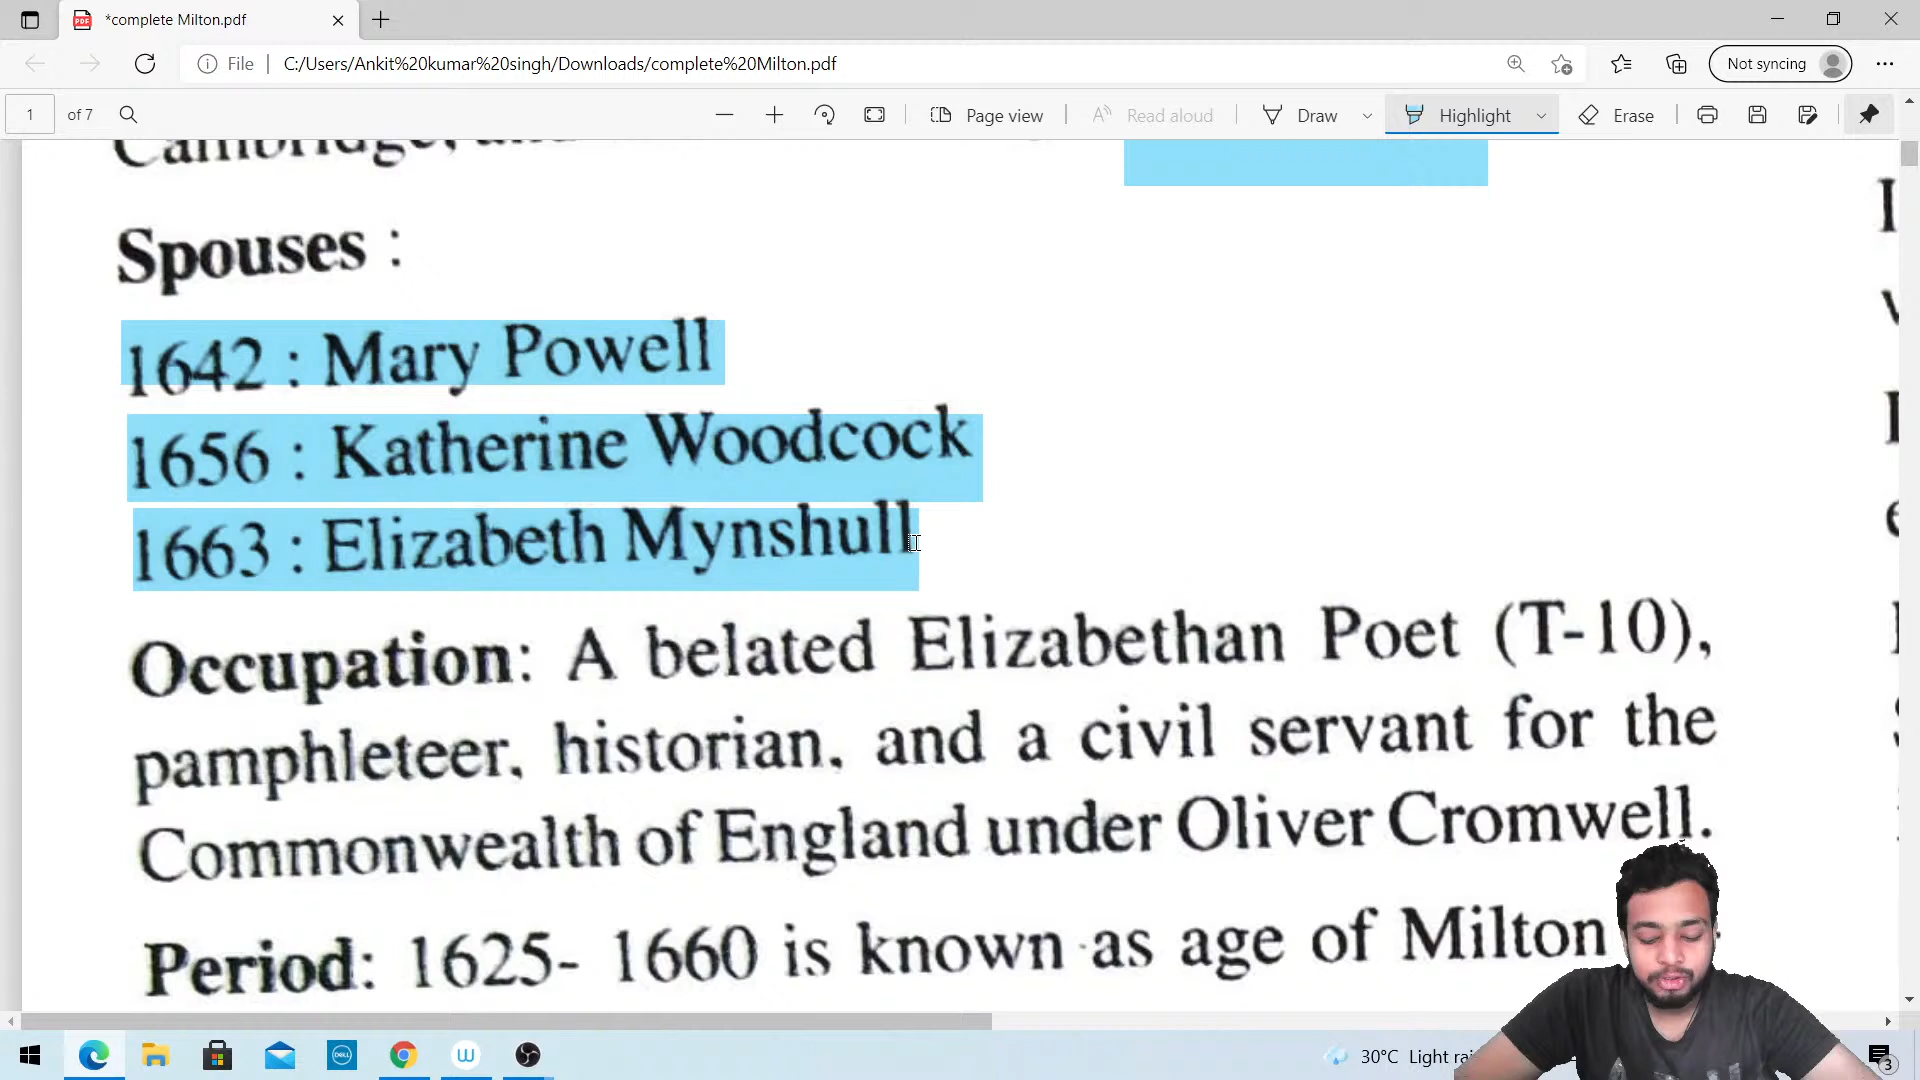 *complete Milton.pdf
File
C:/Users/Ankit%20kumar%20singh/Downloads/complete%20Milton.pdf
Not syncing
1 of 7
Page view
Read aloud
Draw
Highlight
Erase
Cambridge,
Spouses :
1642 : Mary Powell
1656 : Katherine Woodcock
1663 : Elizabeth Mynshull
Occupation: A belated Elizabethan Poet (T-10),
pamphleteer, historian, and a civil servant for the
Commonwealth of England under Oliver Cromwell.
Period: 1625- 1660 is known as age of Milton
DELL
W
30°C Light
3